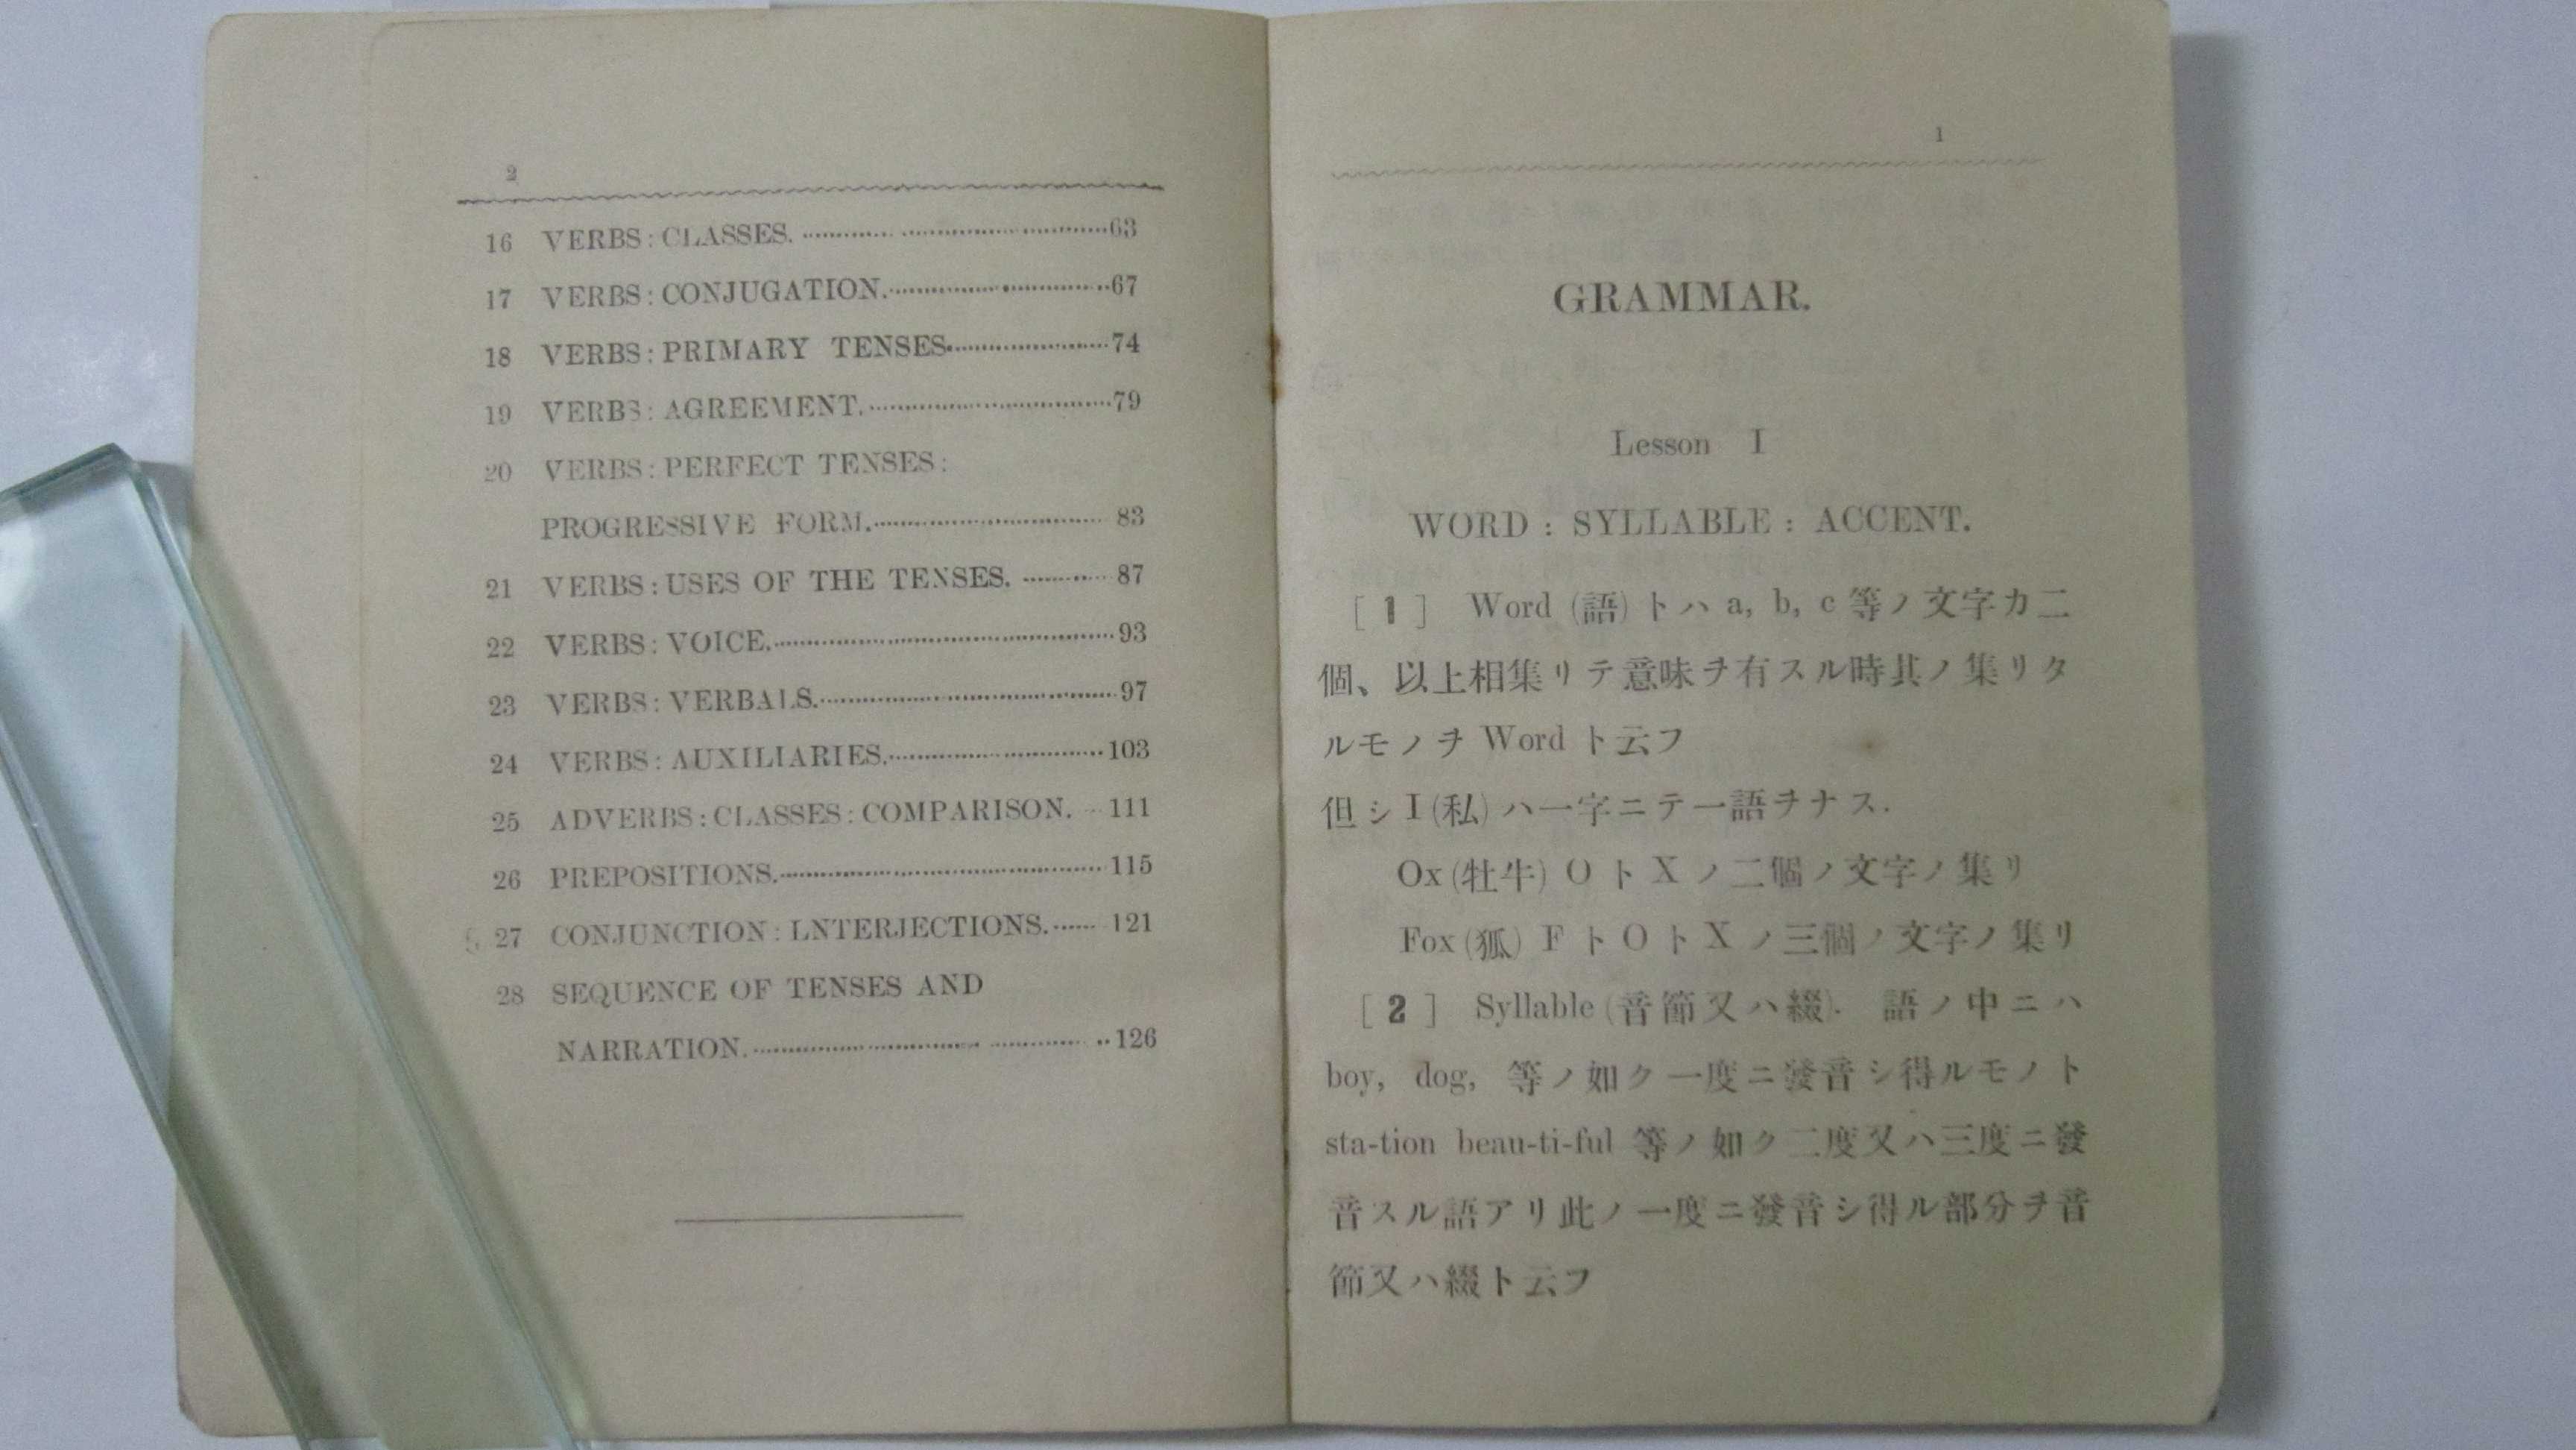 2
16 VERBS: CLASSES. ........................63
17 VERBS: CONJUGATION.........................67
18 VERBS: PRIMARY TENSES......................74
19 VERBS: AGREEMENT. .........................79
20 VERBS: PERFECT TENSES:
PROGRESSIVE FORM.......................... 83
21 VERBS: USES OF THE TENSES. ........... 87
22 VERBS: VOICE...............................93
23 VERBS: VERBALS.............................97
24 VERBS: AUXILIARIES.........................103
25 ADVERBS: CLASSES: COMPARISON. ... 111
26 PREPOSITIONS............................... 115
27 CONJUNCTION: LNTERJECTIONS....... 121
28 SEQUENCE OF TENSES AND
NARRATION. ................................126
1
GRAMMAR.
Lesson I
WORD : SYLLABLE : ACCENT.
[1] Word (語) トハ a, b, c 等ノ文字カ二
個、以上相集リテ意味ヲ有スル時其ノ集リタ
ルモノヲ Word ト云フ
但シ I (私) ハ一字ニテ一語ヲナス.
Ox (牡牛) O ト X ノ二個ノ文字ノ集リ
Fox (狐) F ト O ト X ノ三個ノ文字ノ集リ
[2] Syllable (音節又ハ綴). 語ノ中ニハ
boy, dog, 等ノ如ク一度ニ發音シ得ルモノト
sta-tion beau-ti-ful 等ノ如ク二度又ハ三度ニ發
音スル語アリ此ノ一度ニ發音シ得ル部分ヲ音
節又ハ綴ト云フ